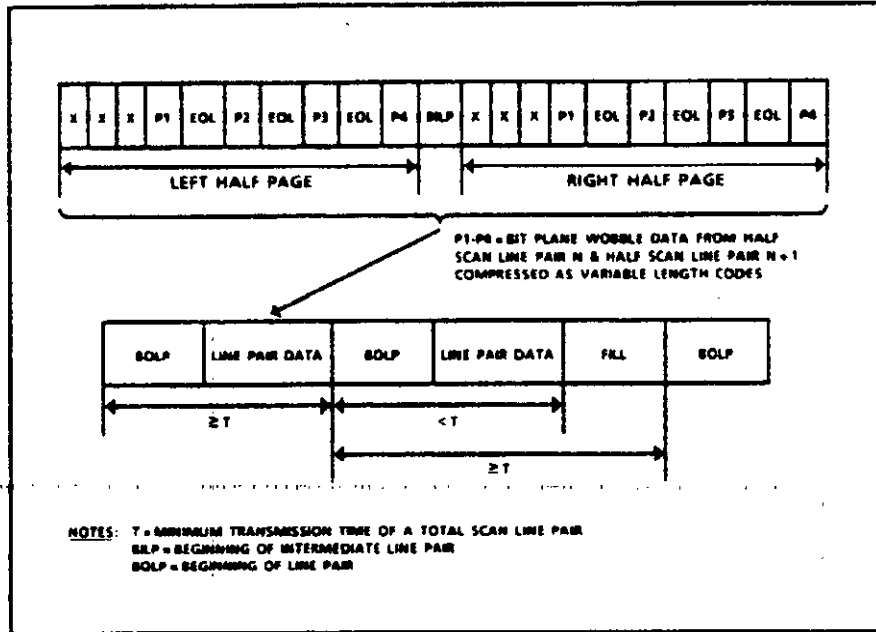 X X X P1 EOL P2 EOL P3 EOL P4 BILP X X X P1 EOL P2 EOL P3 EOL P4
LEFT HALF PAGE RIGHT HALF PAGE
P1-P4 = BIT PLANE WOBBLE DATA FROM HALF
SCAN LINE PAIR N & HALF SCAN LINE PAIR N + 1
COMPRESSED AS VARIABLE LENGTH CODES
BOLP LINE PAIR DATA BOLP LINE PAIR DATA FILL BOLP
≥ T < T
≥ T
NOTES: T = MINIMUM TRANSMISSION TIME OF A TOTAL SCAN LINE PAIR
BILP = BEGINNING OF INTERMEDIATE LINE PAIR
BOLP = BEGINNING OF LINE PAIR